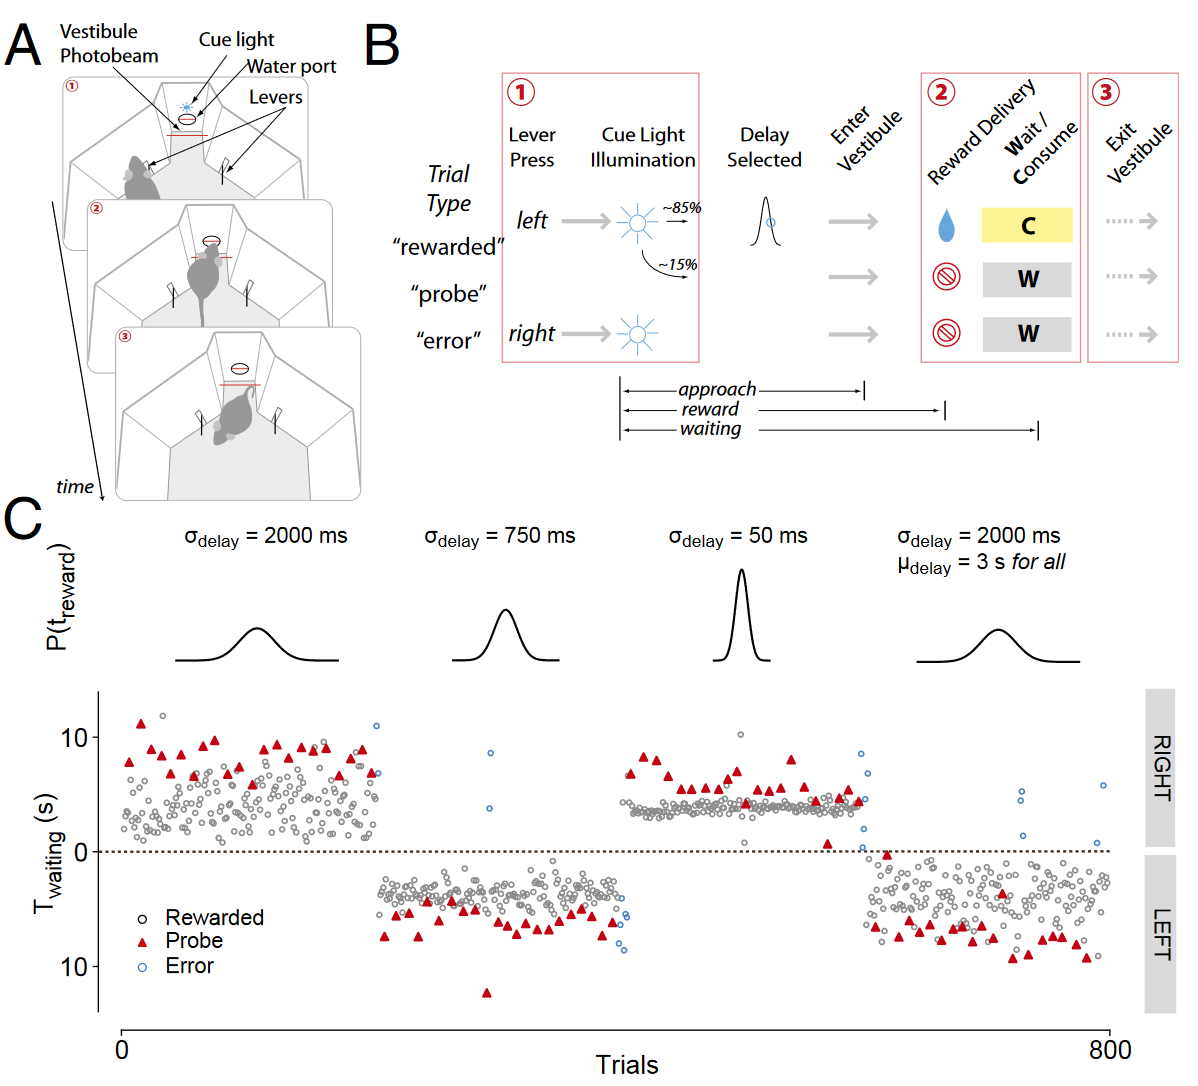 A
Vestibule
Photobeam
Cue light
Water port
Levers
1
2
3
time
B
1
2
3
Lever
Press
Cue Light
Illumination
Delay
Selected
Enter
Vestibule
Reward Delivery
Wait /
Consume
Exit
Vestibule
Trial
Type
left
~85%
C
“rewarded”
~15%
“probe”
W
“error”
right
W
approach
reward
waiting
C
σdelay = 2000 ms
σdelay = 750 ms
σdelay = 50 ms
σdelay = 2000 ms
μdelay = 3 s for all
P(treward)
Twaiting (s)
10
0
10
RIGHT
LEFT
Rewarded
Probe
Error
0
800
Trials